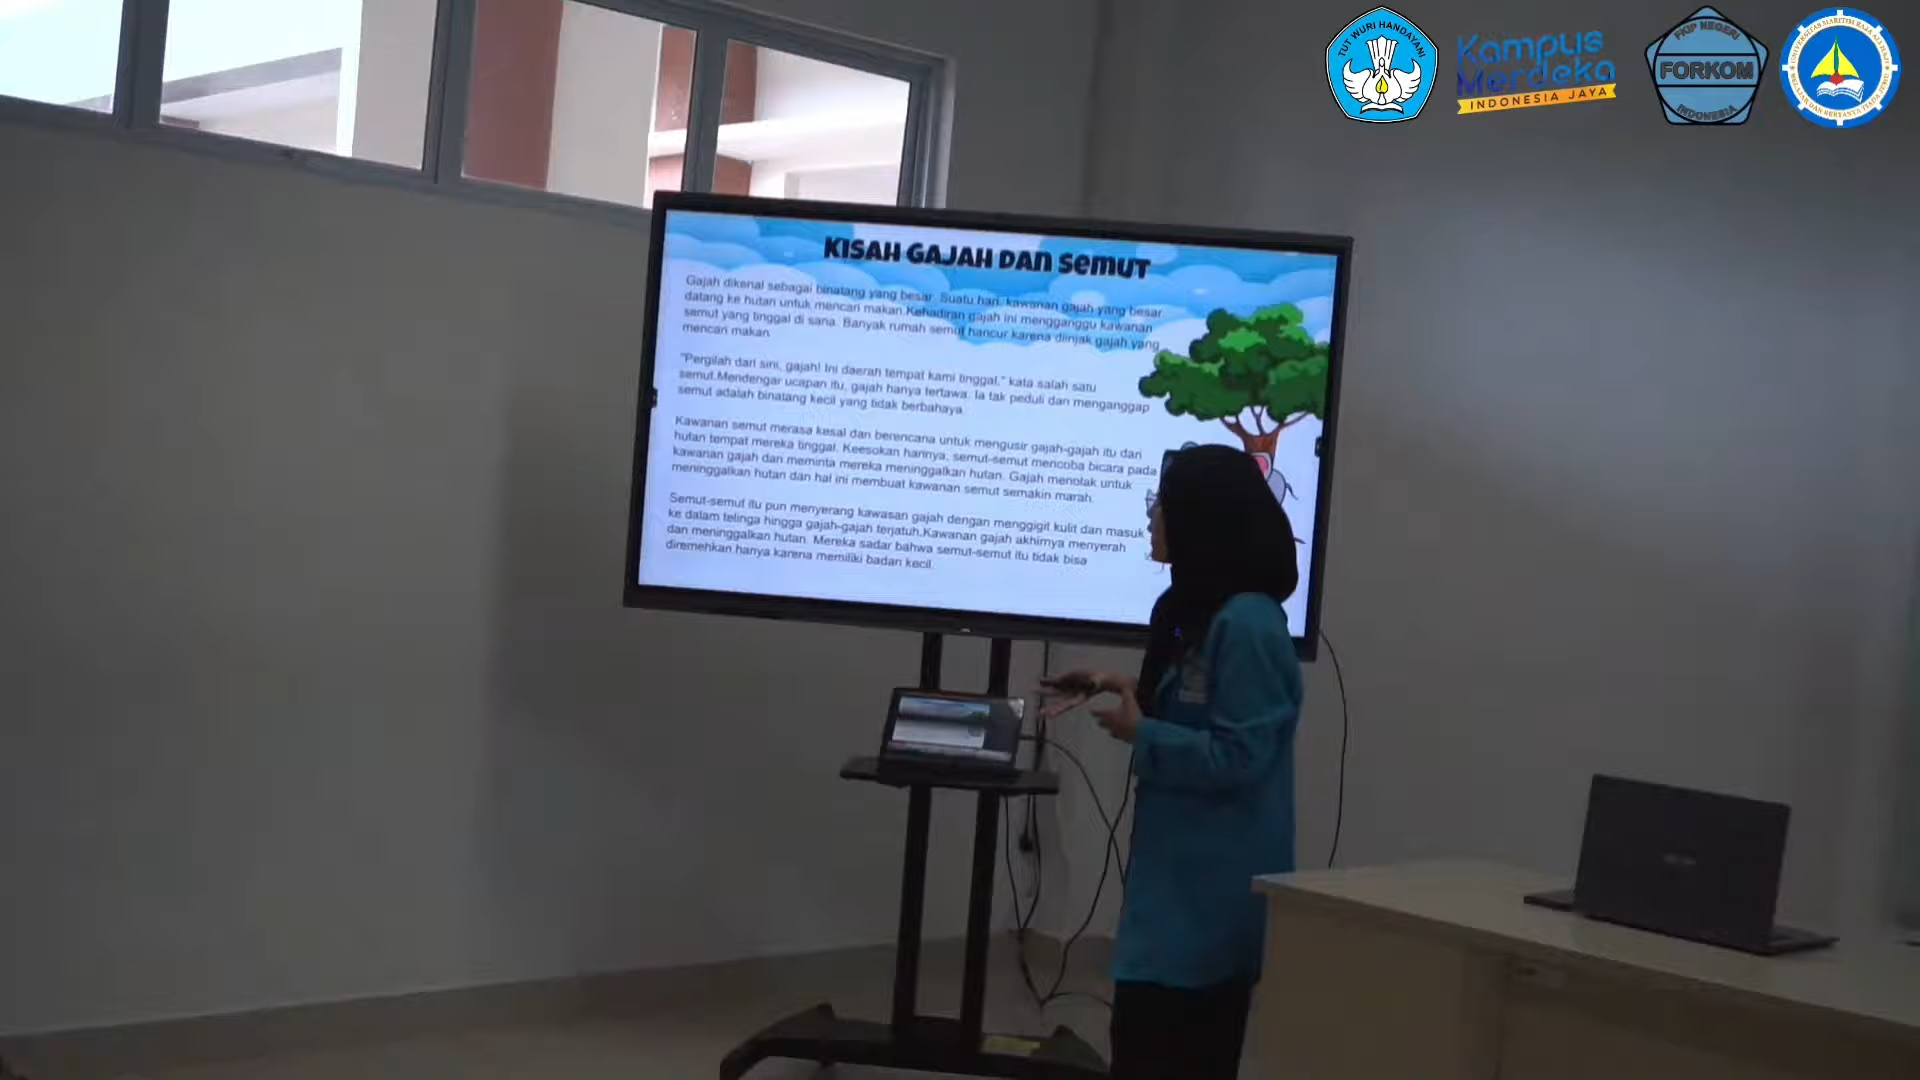 TUT WURI HANDAYANI
Kampus
Merdeka
INDONESIA JAYA
FKIP NEGERI
FORKOM
INDONESIA
UNIVERSITAS MARITIM RAJA ALI HAJI
KISAH GAJAH DAN SEMUT
Gajah dikenal sebagai binatang yang besar. Suatu hari, kawanan gajah yang besar
datang ke hutan untuk mencari makan.Kehadiran gajah ini mengganggu kawanan
semut yang tinggal di sana. Banyak rumah semut hancur karena diinjak gajah yang
mencari makan.
"Pergilah dari sini, gajah! Ini daerah tempat kami tinggal," kata salah satu
semut.Mendengar ucapan itu, gajah hanya tertawa. Ia tak peduli dan menganggap
semut adalah binatang kecil yang tidak berbahaya.
Kawanan semut merasa kesal dan berencana untuk mengusir gajah-gajah itu dari
hutan tempat mereka tinggal. Keesokan harinya, semut-semut mencoba bicara pada
kawanan gajah dan meminta mereka meninggalkan hutan. Gajah menolak untuk
meninggalkan hutan dan hal ini membuat kawanan semut semakin marah.
Semut-semut itu pun menyerang kawasan gajah dengan menggigit kulit dan masuk
ke dalam telinga hingga gajah-gajah terjatuh.Kawanan gajah akhirnya menyerah
dan meninggalkan hutan. Mereka sadar bahwa semut-semut itu tidak bisa
diremehkan hanya karena memiliki badan kecil.